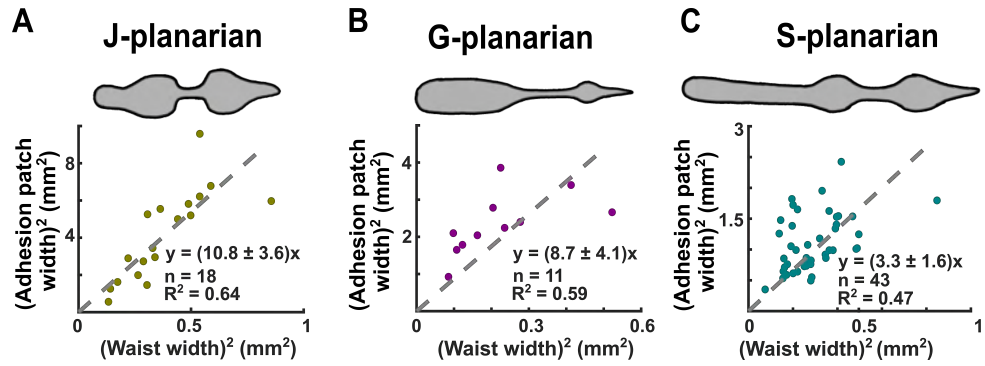 A
J-planarian
(Adhesion patch
width)² (mm²)
8
4
y = (10.8 ± 3.6)x
n = 18
R² = 0.64
0
0.5
1
(Waist width)² (mm²)
B
G-planarian
(Adhesion patch
width)² (mm²)
4
2
y = (8.7 ± 4.1)x
n = 11
R² = 0.59
0
0.3
0.6
(Waist width)² (mm²)
C
S-planarian
(Adhesion patch
width)² (mm²)
3
1.5
y = (3.3 ± 1.6)x
n = 43
R² = 0.47
0
0.5
1
(Waist width)² (mm²)